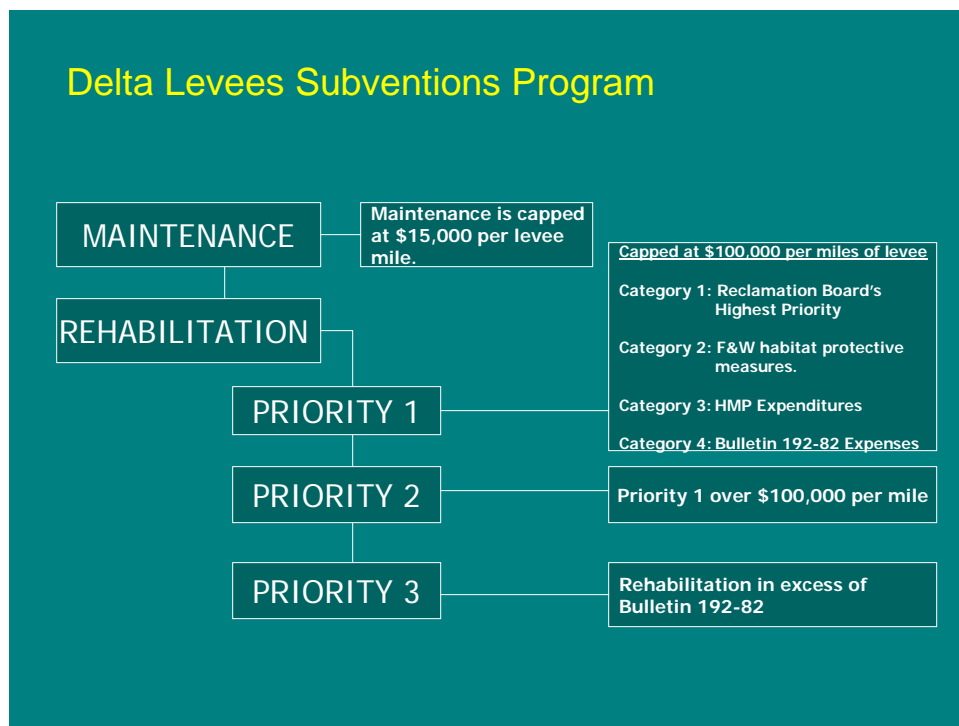 Delta Levees Subventions Program
MAINTENANCE
Maintenance is capped
at $15,000 per levee
mile.
REHABILITATION
PRIORITY 1
Capped at $100,000 per miles of levee
Category 1: Reclamation Board's
Highest Priority
Category 2: F&W habitat protective
measures.
Category 3: HMP Expenditures
Category 4: Bulletin 192-82 Expenses
PRIORITY 2
Priority 1 over $100,000 per mile
PRIORITY 3
Rehabilitation in excess of
Bulletin 192-82